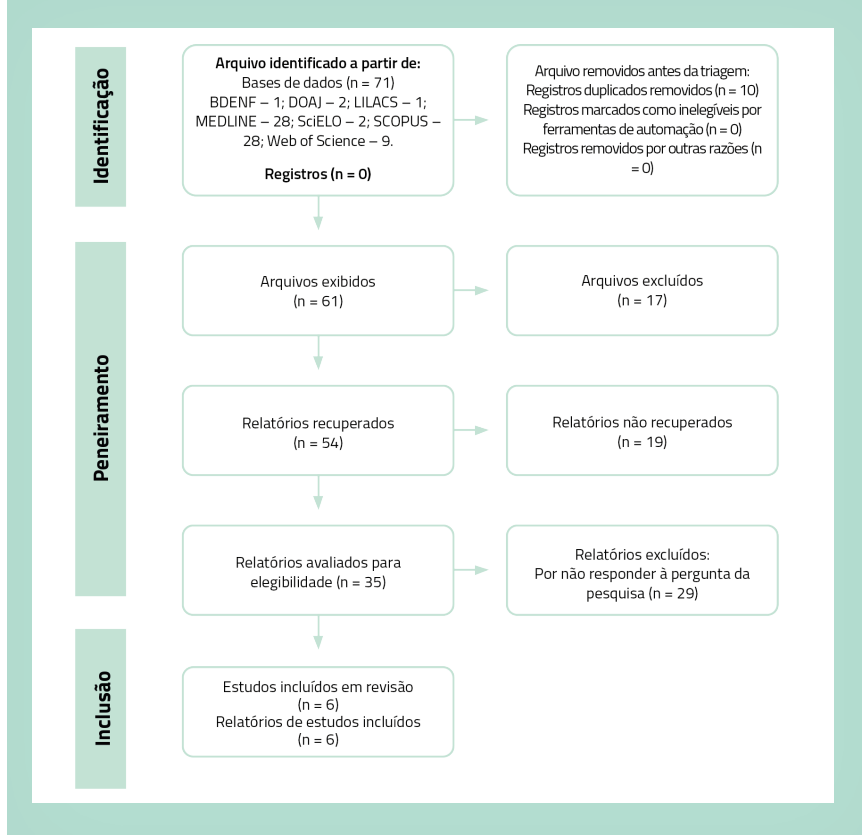 Identificação
Arquivo identificado a partir de:
Bases de dados (n = 71)
BDENF – 1; DOAJ – 2; LILACS – 1;
MEDLINE – 28; SciELO – 2; SCOPUS –
28; Web of Science – 9.
Registros (n = 0)
Arquivo removidos antes da triagem:
Registros duplicados removidos (n = 10)
Registros marcados como inelegíveis por
ferramentas de automação (n = 0)
Registros removidos por outras razões (n
= 0)
Peneiramento
Arquivos exibidos
(n = 61)
Arquivos excluídos
(n = 17)
Relatórios recuperados
(n = 54)
Relatórios não recuperados
(n = 19)
Relatórios avaliados para
elegibilidade (n = 35)
Relatórios excluídos:
Por não responder à pergunta da
pesquisa (n = 29)
Inclusão
Estudos incluídos em revisão
(n = 6)
Relatórios de estudos incluídos
(n = 6)